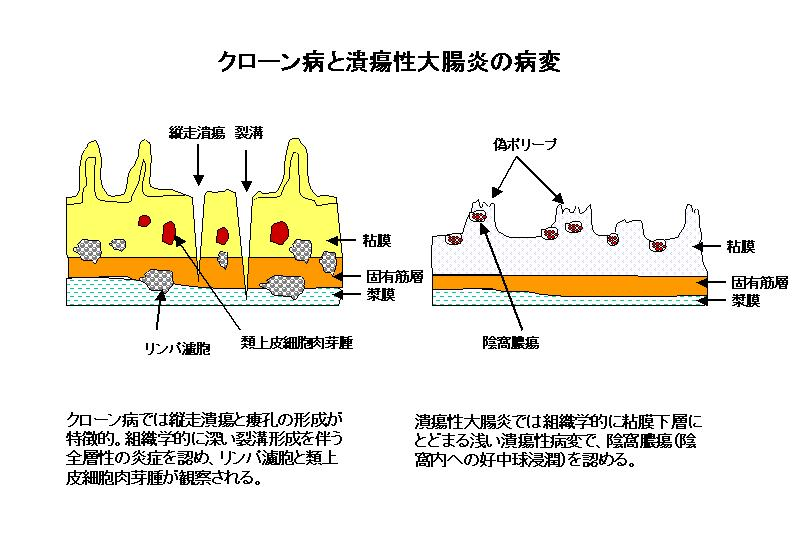 クローン病と潰瘍性大腸炎の病変
縦走潰瘍 裂溝
粘膜
固有筋層
漿膜
リンパ濾胞
類上皮細胞肉芽腫
偽ポリープ
粘膜
固有筋層
漿膜
陰窩膿瘍
クローン病では縦走潰瘍と瘻孔の形成が
特徴的。組織学的に深い裂溝形成を伴う
全層性の炎症を認め、リンパ濾胞と類上
皮細胞肉芽腫が観察される。
潰瘍性大腸炎では組織学的に粘膜下層に
とどまる浅い潰瘍性病変で、陰窩膿瘍(陰
窩内への好中球浸潤)を認める。